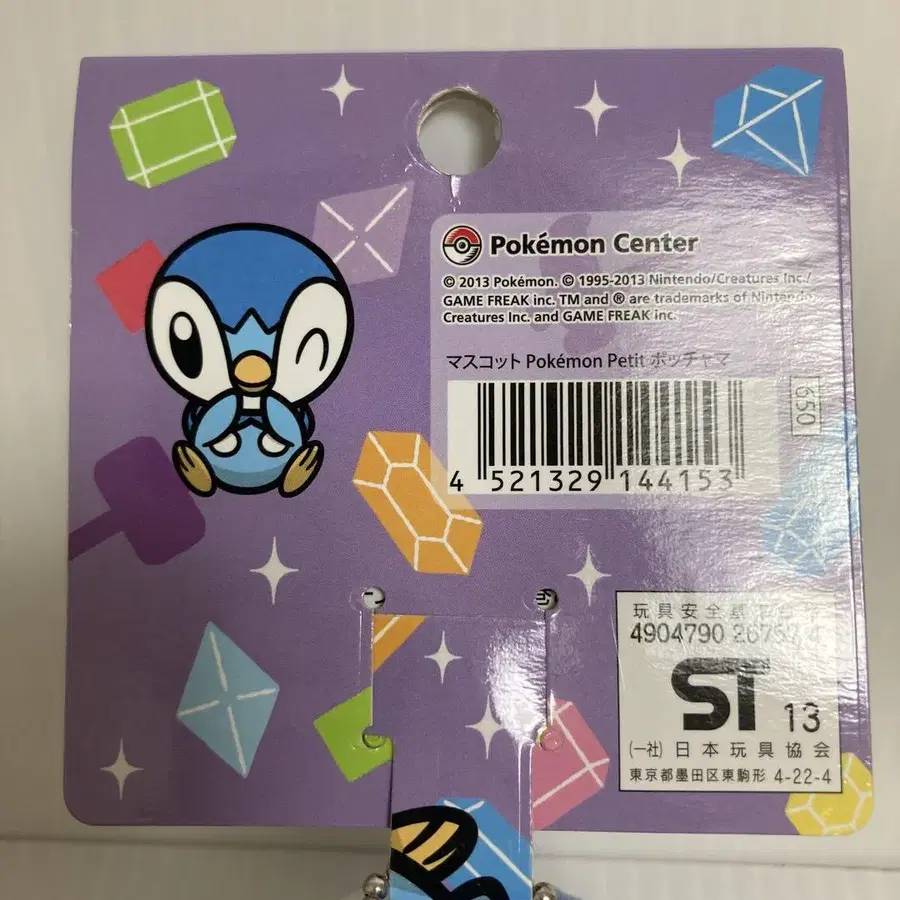 Pokémon Center
© 2013 Pokémon. © 1995-2013 Nintendo/Creatures Inc./
GAME FREAK inc. TM and ® are trademarks of Nintendo
Creatures Inc. and GAME FREAK inc.
マスコット Pokémon Petit ポッチャマ
650
4 521329 144153
玩具安全基準合
4904790
ST 13
(一社) 日本玩具協会
東京都墨田区東駒形 4-22-4